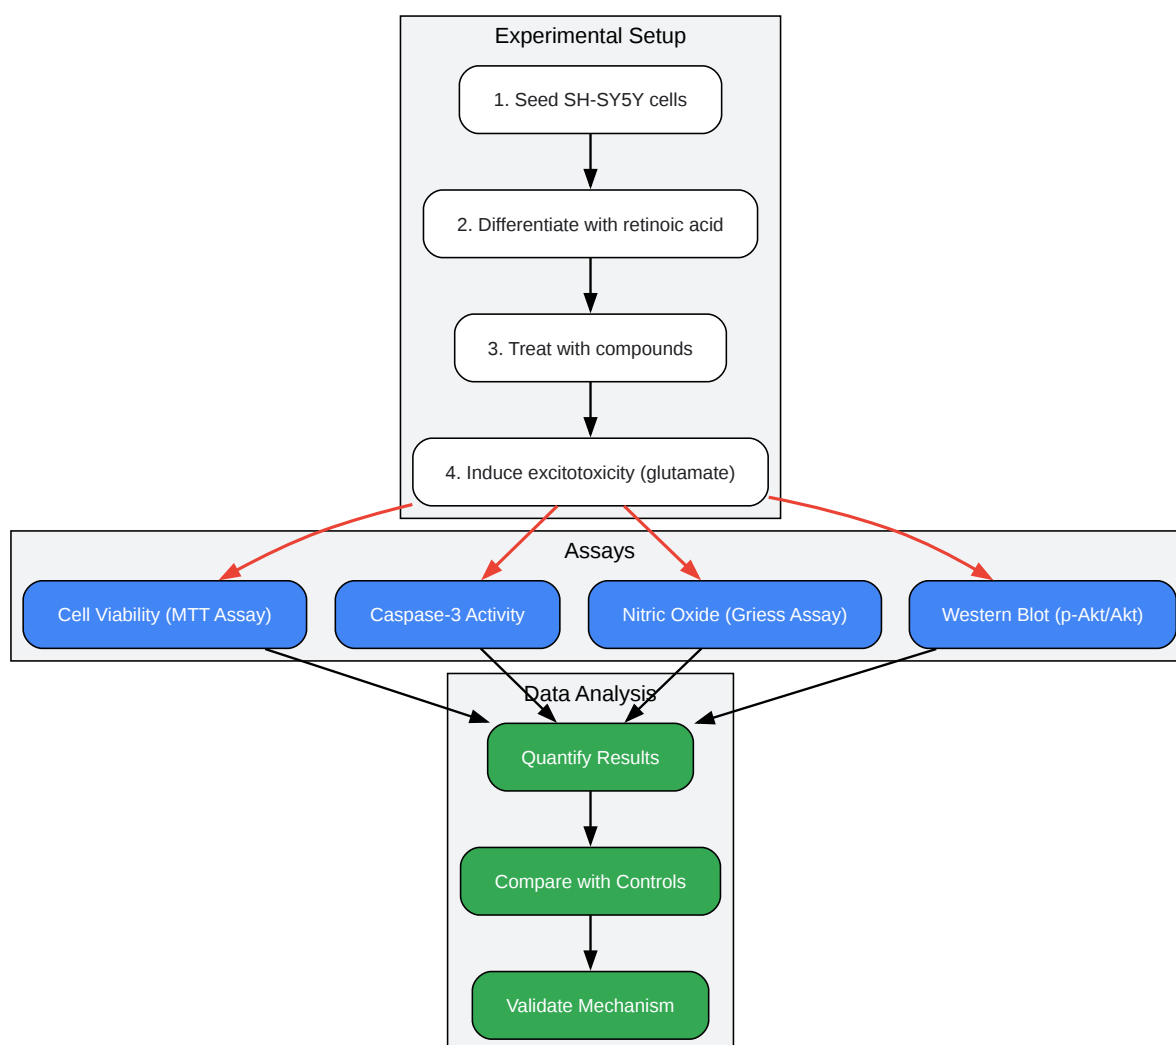 Experimental Setup
1. Seed SH-SY5Y cells
2. Differentiate with retinoic acid
3. Treat with compounds
4. Induce excitotoxicity (glutamate)
Assays
Cell Viability (MTT Assay)
Caspase-3 Activity
Nitric Oxide (Griess Assay)
Western Blot (p-Akt/Akt)
Data Analysis
Quantify Results
Compare with Controls
Validate Mechanism